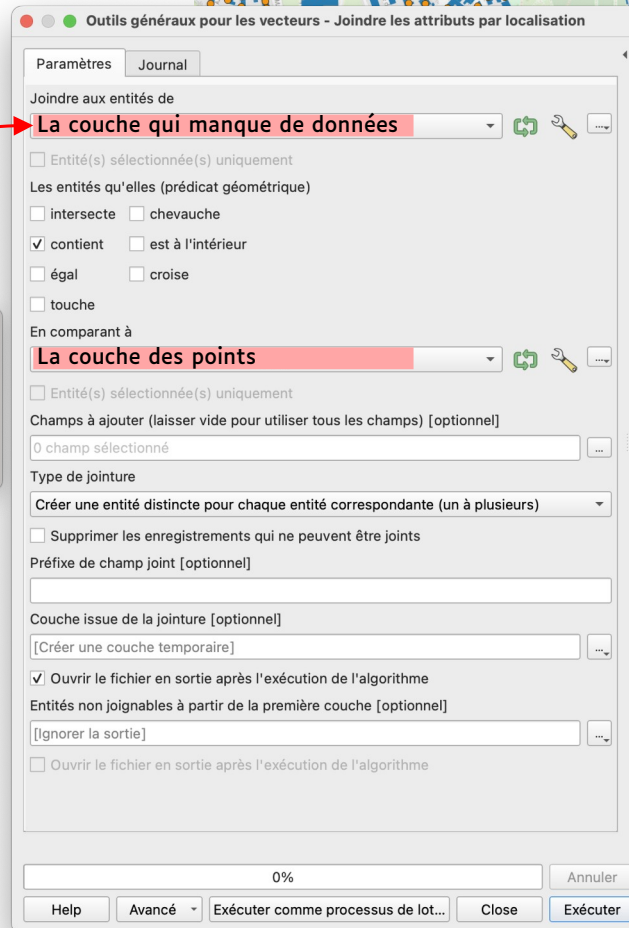 Outils généraux pour les vecteurs - Joindre les attributs par localisation
Paramètres Journal
Joindre aux entités de
La couche qui manque de données
...
Entité(s) sélectionnée(s) uniquement
Les entités qu'elles (prédicat géométrique)
intersecte chevauche
contient est à l'intérieur
égal croise
touche
En comparant à
La couche des points
...
Entité(s) sélectionnée(s) uniquement
Champs à ajouter (laisser vide pour utiliser tous les champs) [optionnel]
0 champ sélectionné ...
Type de jointure
Créer une entité distincte pour chaque entité correspondante (un à plusieurs)
Supprimer les enregistrements qui ne peuvent être joints
Préfixe de champ joint [optionnel]
Couche issue de la jointure [optionnel]
[Créer une couche temporaire] ...
Ouvrir le fichier en sortie après l'exécution de l'algorithme
Entités non joignables à partir de la première couche [optionnel]
[Ignorer la sortie] ...
Ouvrir le fichier en sortie après l'exécution de l'algorithme
0% Annuler
Help Avancé Exécuter comme processus de lot... Close Exécuter